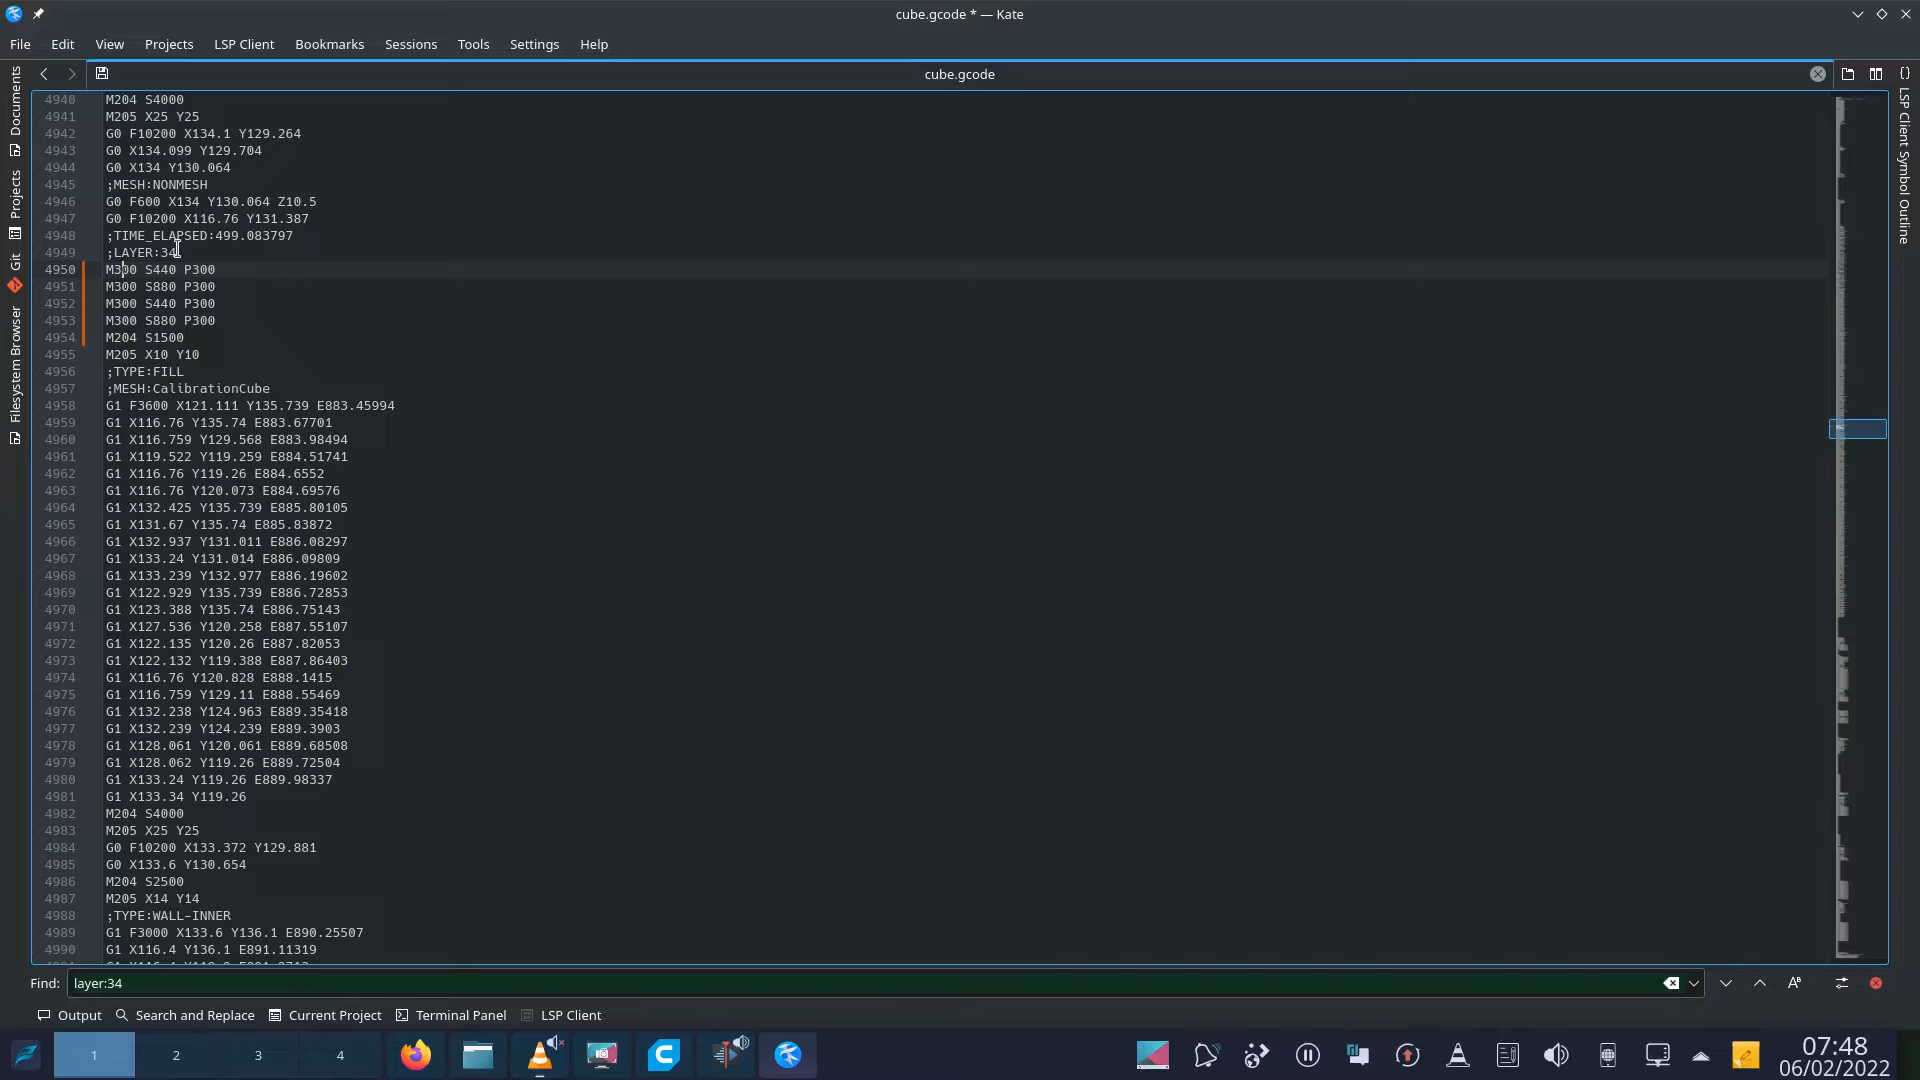 cube.gcode * — Kate
File Edit View Projects LSP Client Bookmarks Sessions Tools Settings Help
cube.gcode
Documents
Projects
Git
Filesystem Browser
4940 M204 S4000
4941 M205 X25 Y25
4942 G0 F10200 X134.1 Y129.264
4943 G0 X134.099 Y129.704
4944 G0 X134 Y130.064
4945 ;MESH:NONMESH
4946 G0 F600 X134 Y130.064 Z10.5
4947 G0 F10200 X116.76 Y131.387
4948 ;TIME_ELAPSED:499.083797
4949 ;LAYER:34
4950 M300 S440 P300
4951 M300 S880 P300
4952 M300 S440 P300
4953 M300 S880 P300
4954 M204 S1500
4955 M205 X10 Y10
4956 ;TYPE:FILL
4957 ;MESH:CalibrationCube
4958 G1 F3600 X121.111 Y135.739 E883.45994
4959 G1 X116.76 Y135.74 E883.67701
4960 G1 X116.759 Y129.568 E883.98494
4961 G1 X119.522 Y119.259 E884.51741
4962 G1 X116.76 Y119.26 E884.6552
4963 G1 X116.76 Y120.073 E884.69576
4964 G1 X132.425 Y135.739 E885.80105
4965 G1 X131.67 Y135.74 E885.83872
4966 G1 X132.937 Y131.011 E886.08297
4967 G1 X133.24 Y131.014 E886.09809
4968 G1 X133.239 Y132.977 E886.19602
4969 G1 X122.929 Y135.739 E886.72853
4970 G1 X123.388 Y135.74 E886.75143
4971 G1 X127.536 Y120.258 E887.55107
4972 G1 X122.135 Y120.26 E887.82053
4973 G1 X122.132 Y119.388 E887.86403
4974 G1 X116.76 Y120.828 E888.1415
4975 G1 X116.759 Y129.11 E888.55469
4976 G1 X132.238 Y124.963 E889.35418
4977 G1 X132.239 Y124.239 E889.3903
4978 G1 X128.061 Y120.061 E889.68508
4979 G1 X128.062 Y119.26 E889.72504
4980 G1 X133.24 Y119.26 E889.98337
4981 G1 X133.34 Y119.26
4982 M204 S4000
4983 M205 X25 Y25
4984 G0 F10200 X133.372 Y129.881
4985 G0 X133.6 Y130.654
4986 M204 S2500
4987 M205 X14 Y14
4988 ;TYPE:WALL-INNER
4989 G1 F3000 X133.6 Y136.1 E890.25507
4990 G1 X116.4 Y136.1 E891.11319
LSP Client Symbol Outline
Find: layer:34
Output Search and Replace Current Project Terminal Panel LSP Client
1 2 3 4
07:48
06/02/2022